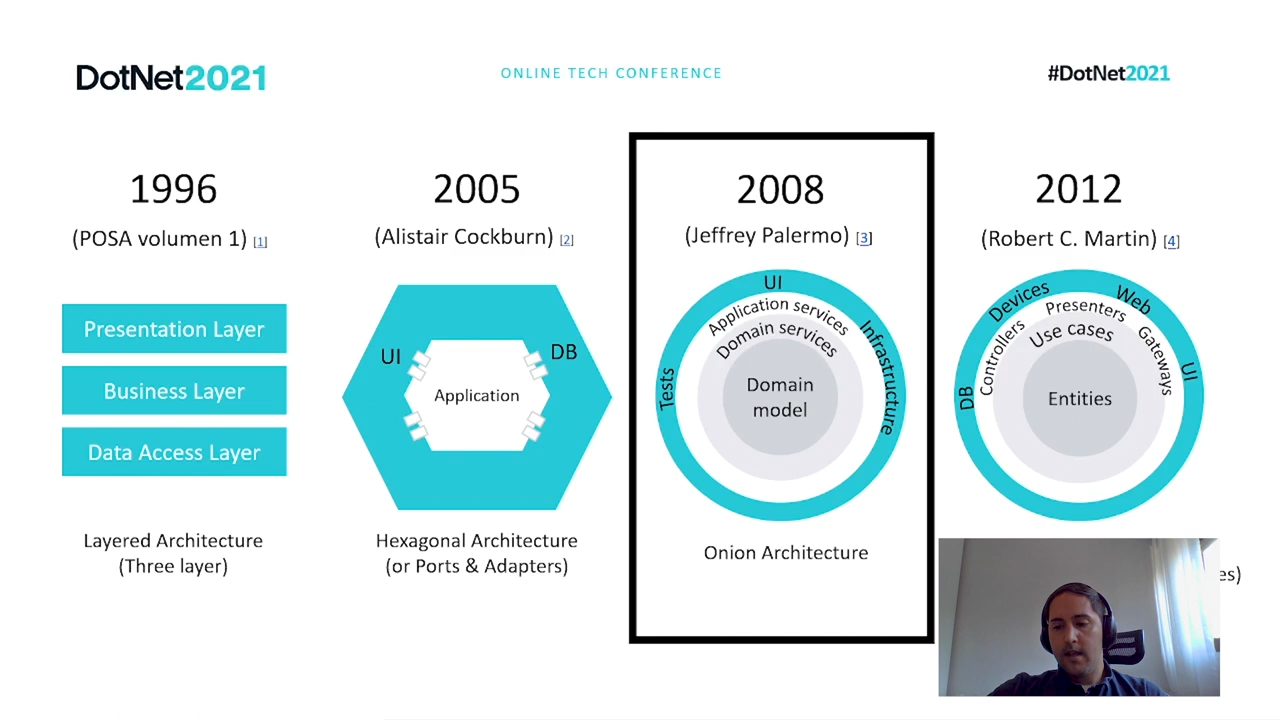 DotNet2021
ONLINE TECH CONFERENCE
#DotNet2021
1996
(POSA volumen 1) [1]
Presentation Layer
Business Layer
Data Access Layer
Layered Architecture
(Three layer)
2005
(Alistair Cockburn) [2]
UI
DB
Application
Hexagonal Architecture
(or Ports & Adapters)
2008
(Jeffrey Palermo) [3]
UI
Application services
Domain services
Tests
Infrastructure
Domain
model
Onion Architecture
2012
(Robert C. Martin) [4]
Devices
Web
Presenters
Controllers
Use cases
Gateways
DB
UI
Entities
es)